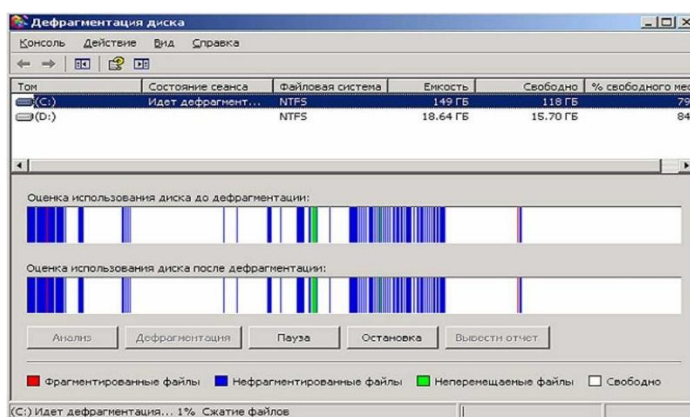 Дефрагментация диска
Консоль Действие Вид Справка
Том Состояние сеанса Файловая система Емкость Свободно % свободного мес
(C:) Идет дефрагмент... NTFS 149 ГБ 118 ГБ 79
(D:) NTFS 18.64 ГБ 15.70 ГБ 84
Оценка использования диска до дефрагментации:
Оценка использования диска после дефрагментации:
Анализ Дефрагментация Пауза Остановка Вывести отчет
Фрагментированные файлы Нефрагментированные файлы Неперемещаемые файлы Свободно
(C:) Идет дефрагментация... 1% Сжатие файлов